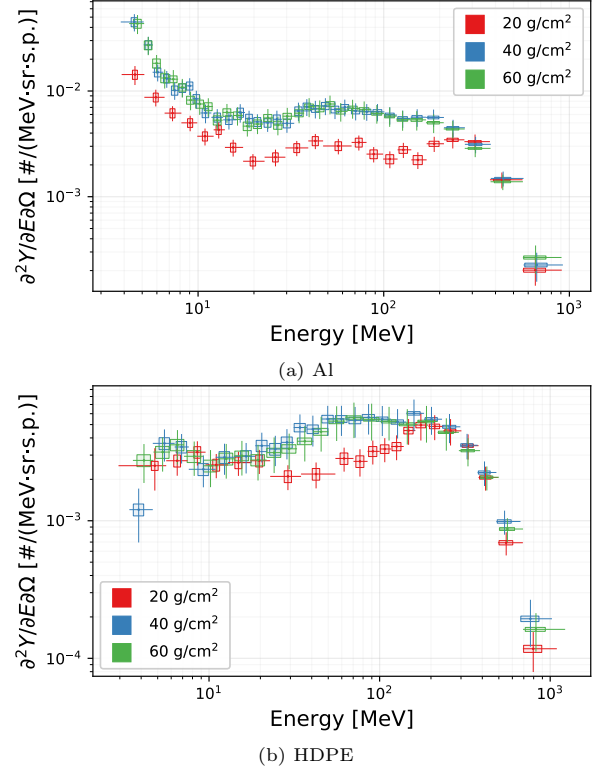 20 g/cm²
40 g/cm²
60 g/cm²
10⁻²
10⁻³
∂²Y/∂E∂Ω [#/(MeV·sr·s.p.)]
10¹ 10² 10³
Energy [MeV]
(a) Al
10⁻³
10⁻⁴
∂²Y/∂E∂Ω [#/(MeV·sr·s.p.)]
20 g/cm²
40 g/cm²
60 g/cm²
10¹ 10² 10³
Energy [MeV]
(b) HDPE